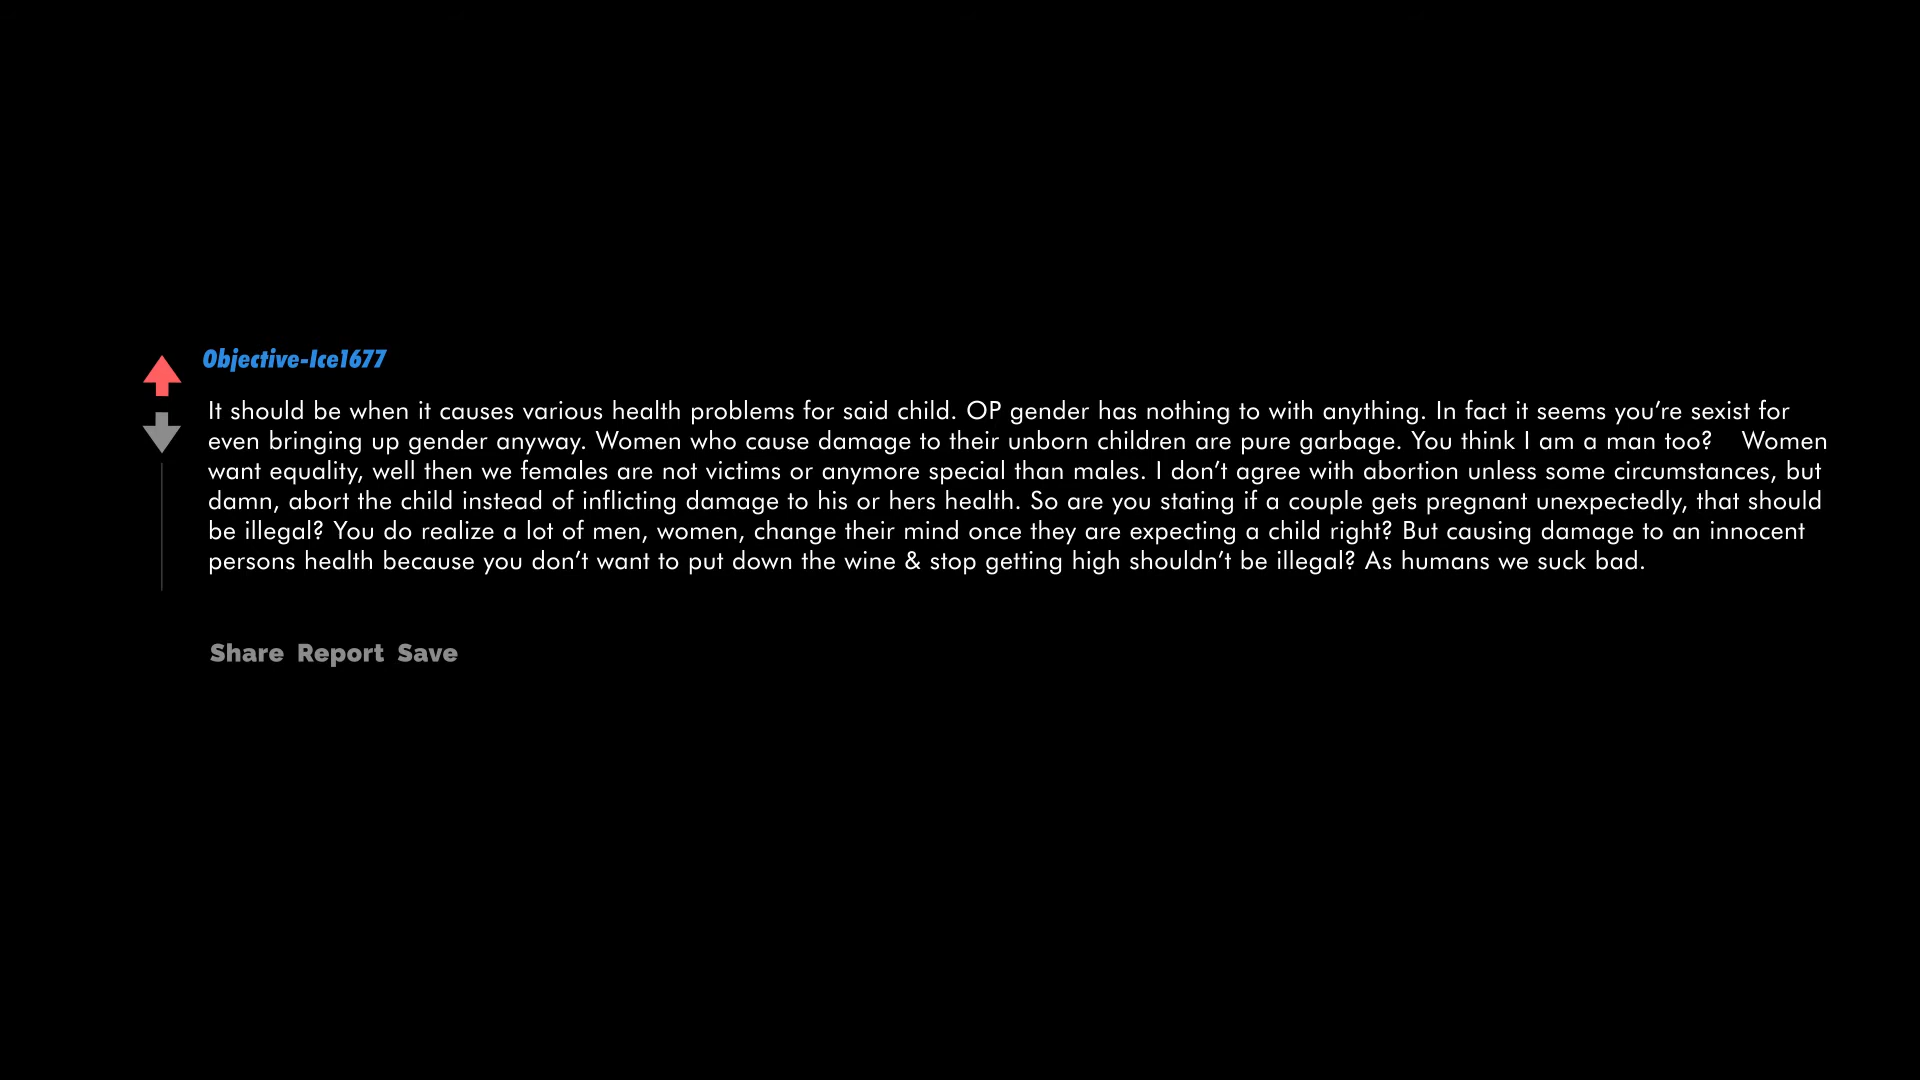 Objective-Ice1677
It should be when it causes various health problems for said child. OP gender has nothing to with anything. In fact it seems you’re sexist for
even bringing up gender anyway. Women who cause damage to their unborn children are pure garbage. You think I am a man too? Women
want equality, well then we females are not victims or anymore special than males. I don’t agree with abortion unless some circumstances, but
damn, abort the child instead of inflicting damage to his or hers health. So are you stating if a couple gets pregnant unexpectedly, that should
be illegal? You do realize a lot of men, women, change their mind once they are expecting a child right? But causing damage to an innocent
persons health because you don’t want to put down the wine & stop getting high shouldn’t be illegal? As humans we suck bad.
Share Report Save